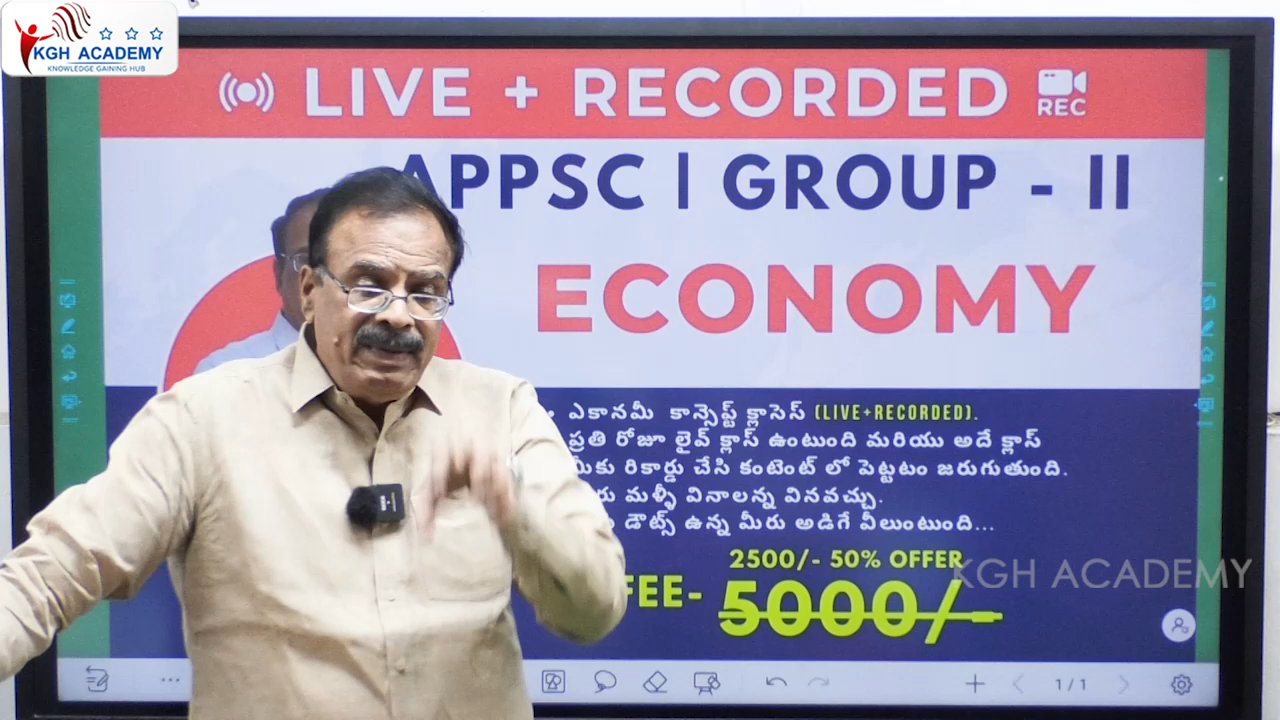 KGH ACADEMY
KNOWLEDGE GAINING HUB
LIVE + RECORDED
REC
APPSC | GROUP - II
ECONOMY
ఎకానమీ కాన్సెప్ట్ క్లాసెస్ (LIVE+RECORDED).
ప్రతి రోజూ లైవ్ క్లాస్ ఉంటుంది మరియు అదే క్లాస్
మీకు రికార్డు చేసి కంటెంట్ లో పెట్టటం జరుగుతుంది.
మళ్ళీ వినాలన్న వినవచ్చు.
డౌట్స్ ఉన్న మీరు అడిగే వీలుంటుంది...
2500/- 50% OFFER
FEE- 5000/-
KGH ACADEMY
1/1